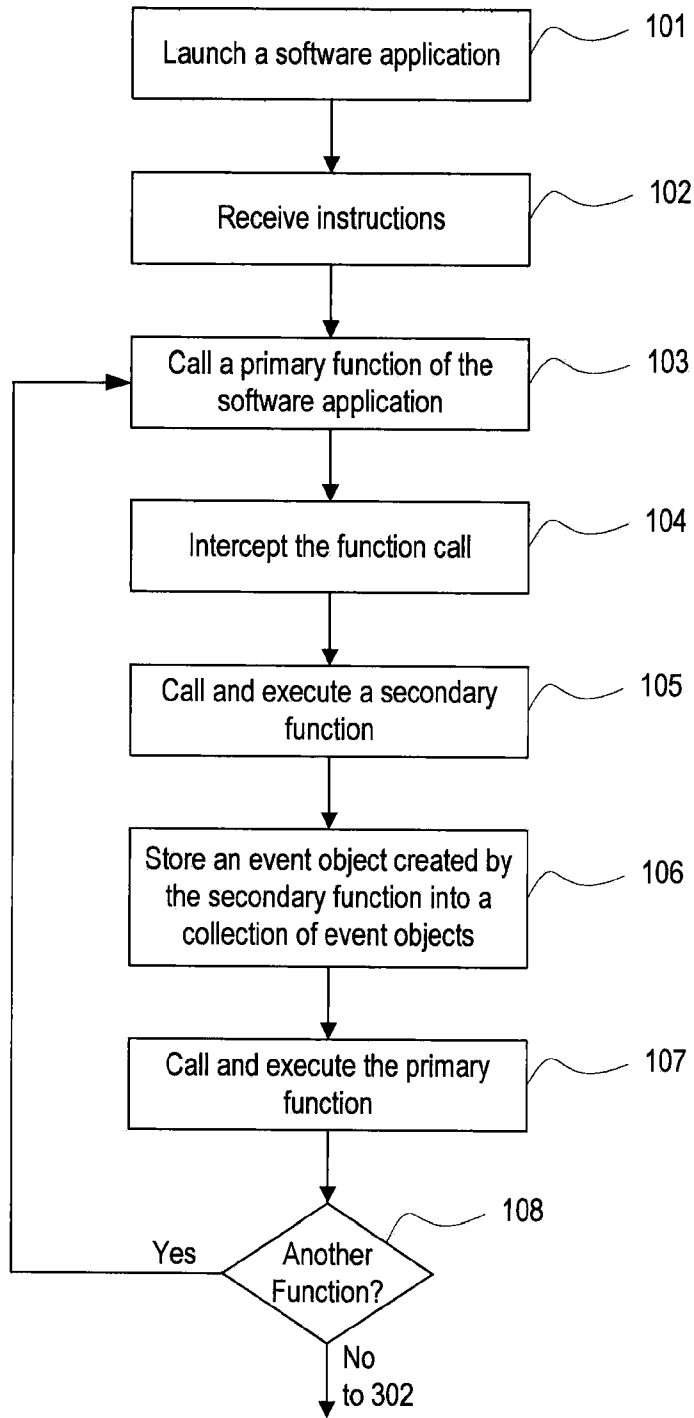 Launch a software application
101
Receive instructions
102
Call a primary function of the
software application
103
Intercept the function call
104
Call and execute a secondary
function
105
Store an event object created by
the secondary function into a
collection of event objects
106
Call and execute the primary
function
107
108
Yes
Another
Function?
No
to 302